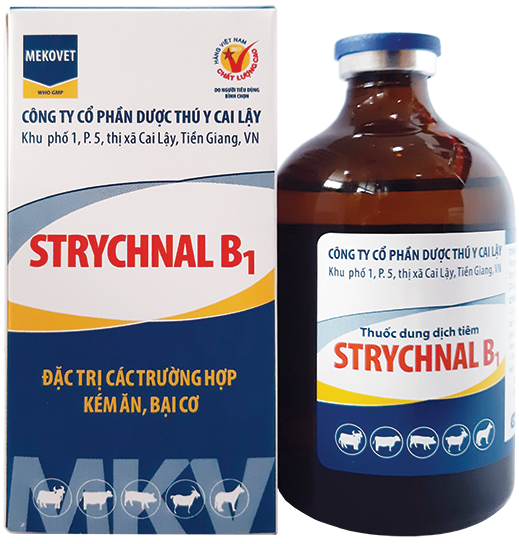 MEKOVET
WHO GMP
HÀNG VIỆT NAM
CHẤT LƯỢNG CAO
DO NGƯỜI TIÊU DÙNG
BÌNH CHỌN
CÔNG TY CỔ PHẦN DƯỢC THÚ Y CAI LẬY
Khu phố 1, P. 5, thị xã Cai Lậy, Tiền Giang, VN
STRYCHNAL B1
ĐẶC TRỊ CÁC TRƯỜNG HỢP
KÉM ĂN, BẠI CƠ
MKV
CÔNG TY CỔ PHẦN DƯỢC THÚ Y CAI LẬY
Khu phố 1, P. 5, thị xã Cai Lậy, Tiền Giang, VN
Thuốc dung dịch tiêm
STRYCHNAL B1